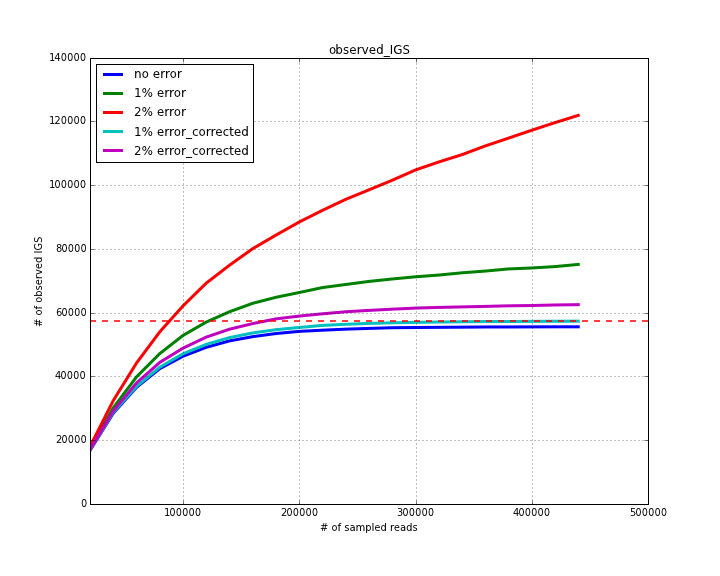 observed_IGS
140000
120000
100000
80000
60000
40000
20000
0
# of observed IGS
no error
1% error
2% error
1% error_corrected
2% error_corrected
100000 200000 300000 400000 500000
# of sampled reads